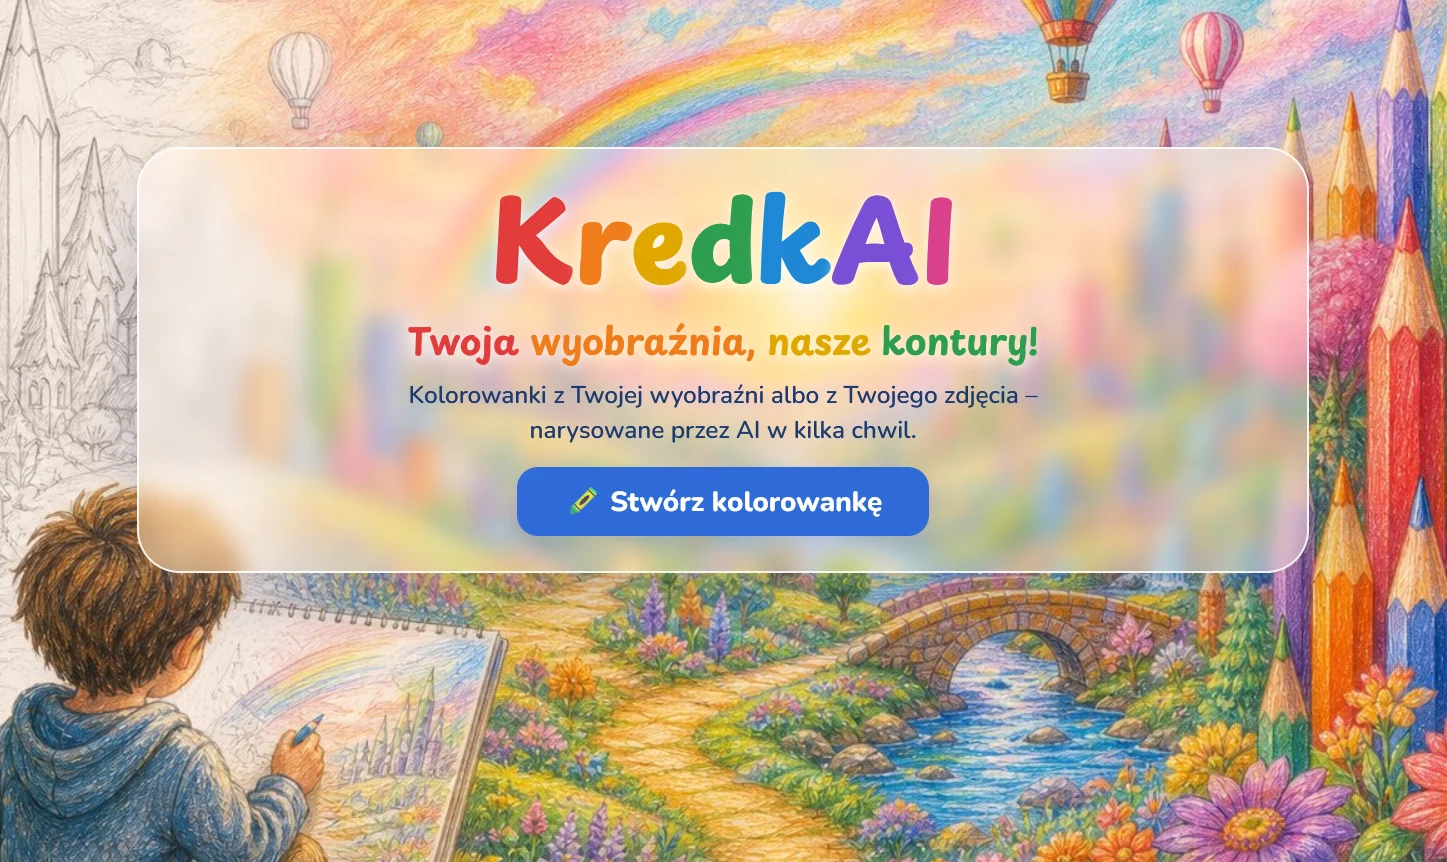 KredkAI
Twoja wyobraźnia, nasze kontury!
Kolorowanki z Twojej wyobraźni albo z Twojego zdjęcia –
narysowane przez AI w kilka chwil.
Stwórz kolorowankę